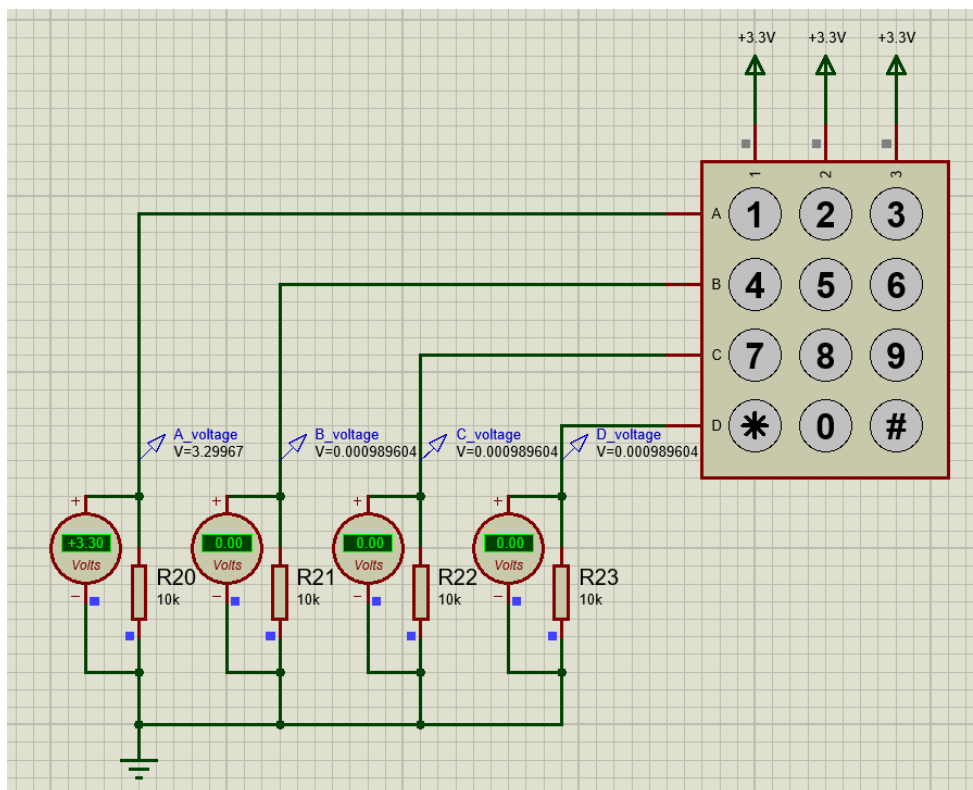 +3.3V +3.3V +3.3V
1 2 3
A 1 2 3
B 4 5 6
C 7 8 9
D * 0 #
A_voltage B_voltage C_voltage D_voltage
V=3.29967 V=0.000989604 V=0.000989604 V=0.000989604
+ + + +
+3.30 0.00 0.00 0.00
Volts Volts Volts Volts
R20 R21 R22 R23
− − − −
10k 10k 10k 10k